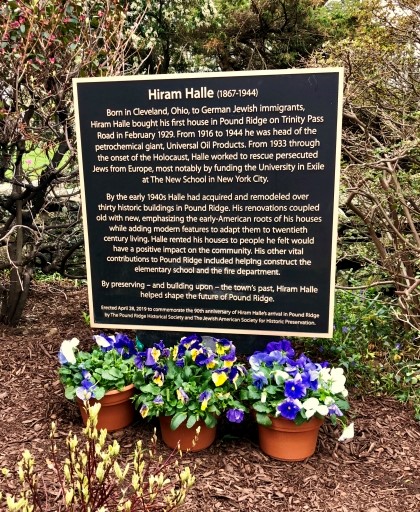 Hiram Halle (1867-1944)
Born in Cleveland, Ohio, to German Jewish immigrants,
Hiram Halle bought his first house in Pound Ridge on Trinity Pass
Road in February 1929. From 1916 to 1944 he was head of the
petrochemical giant, Universal Oil Products. From 1933 through
the onset of the Holocaust, Halle worked to rescue persecuted
Jews from Europe, most notably by funding the University in Exile
at The New School in New York City.
By the early 1940s Halle had acquired and remodeled over
thirty historic buildings in Pound Ridge. His renovations coupled
old with new, emphasizing the early-American roots of his houses
while adding modern features to adapt them to twentieth
century living. Halle rented his houses to people he felt would
have a positive impact on the community. His other vital
contributions to Pound Ridge included helping construct the
elementary school and the fire department.
By preserving – and building upon – the town's past, Hiram Halle
helped shape the future of Pound Ridge.
Erected April 28, 2019 to commemorate the 90th anniversary of Hiram Halle's arrival in Pound Ridge
by The Pound Ridge Historical Society and The Jewish American Society for Historic Preservation.